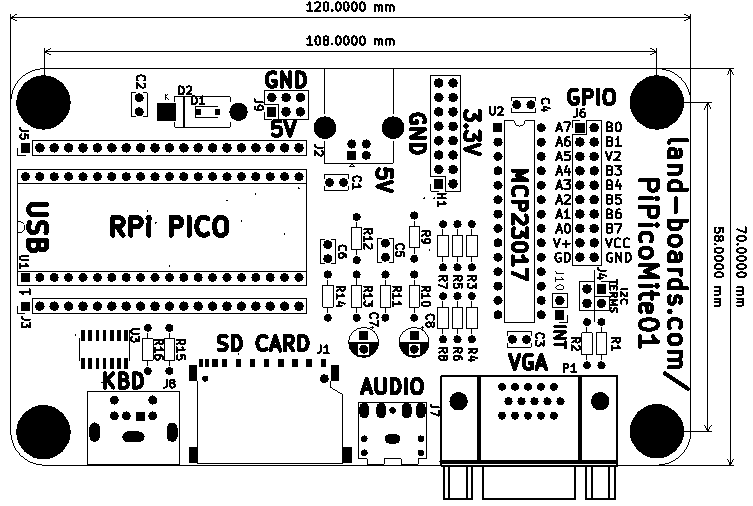 120.0000 mm
108.0000 mm
C2
K
D2
D1
GND
J9
5V
J2
GND
3.3V
H1
U2
C4
GPIO
J6
A7 B0
A6 B1
A5 V2
A4 B3
A3 B4
A2 B5
A1 B6
A0 B7
V+ VCC
GD GND
J5
C1
5V
MCP23017
land-boards.com/
PiPicoMite01
58.0000 mm
70.0000 mm
USB
RPi PICO
U1
R12
R9
C6
C5
R7
R5
R3
J10
J4
I2C
TERMS
R14
R13
R11
R10
1
J3
C7
C8
INT
U3
R16
R15
SD CARD
J1
R8
R6
R4
C3
R2
R1
VGA
P1
KBD
J8
AUDIO
J7